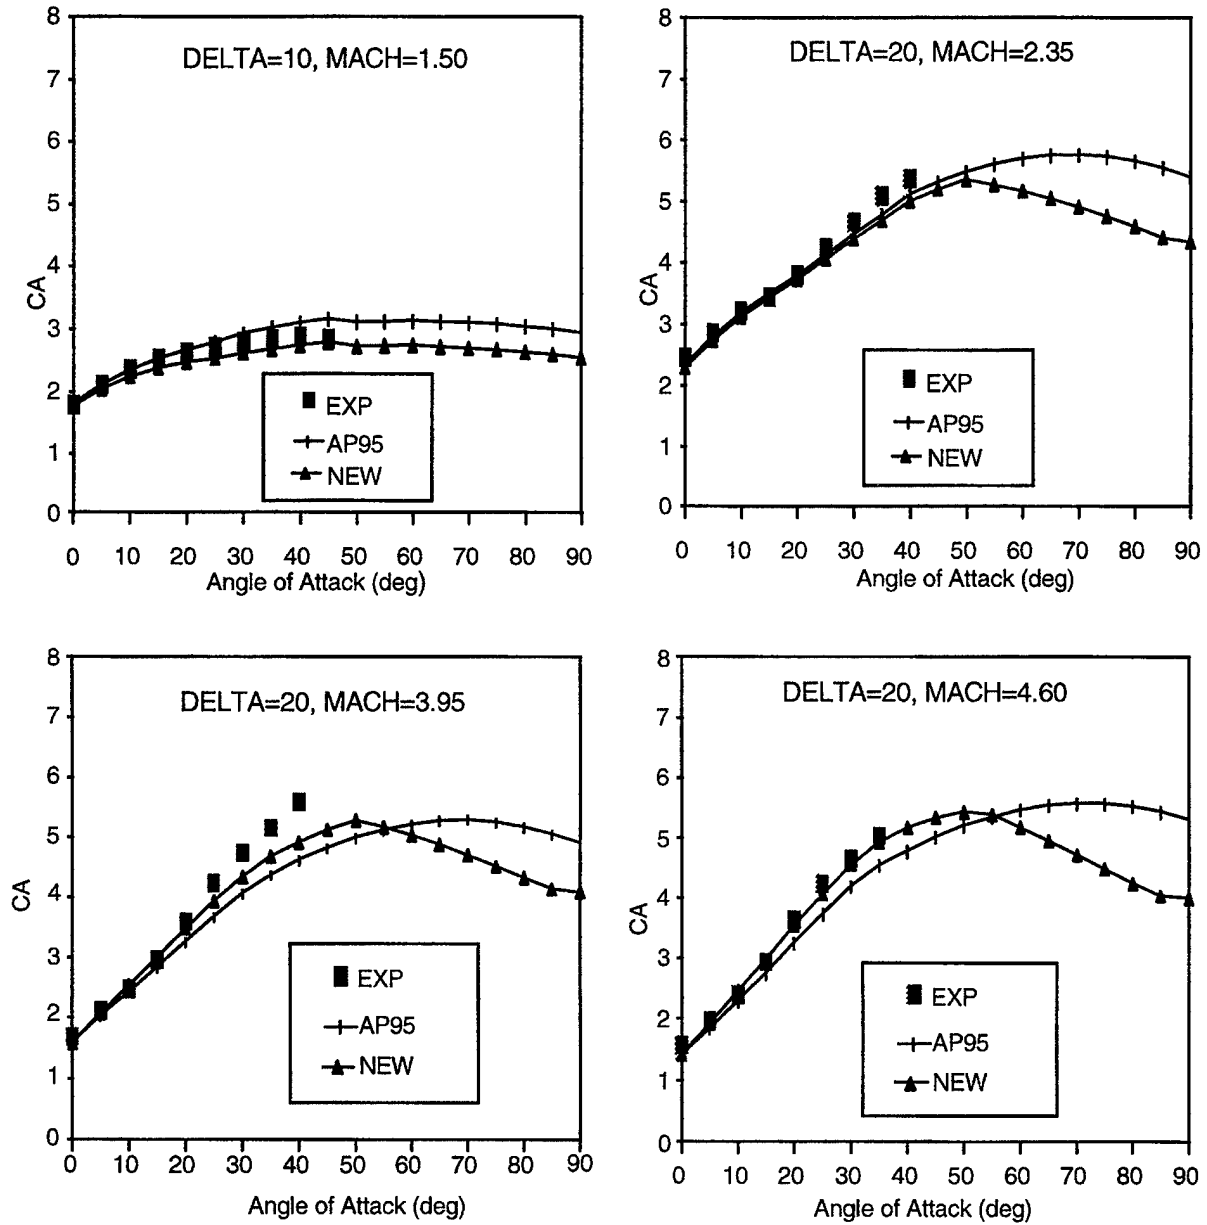 8
DELTA=10, MACH=1.50
7
6
5
4
CA
3
2
EXP
1
AP95
NEW
0
0 10 20 30 40 50 60 70 80 90
Angle of Attack (deg)
8
DELTA=20, MACH=2.35
7
6
5
4
CA
3
2
EXP
AP95
1
NEW
0
0 10 20 30 40 50 60 70 80 90
Angle of Attack (deg)
8
DELTA=20, MACH=3.95
7
6
5
4
CA
3
EXP
2
AP95
NEW
1
0
0 10 20 30 40 50 60 70 80 90
Angle of Attack (deg)
8
DELTA=20, MACH=4.60
7
6
5
4
CA
3
EXP
2
AP95
NEW
1
0
0 10 20 30 40 50 60 70 80 90
Angle of Attack (deg)